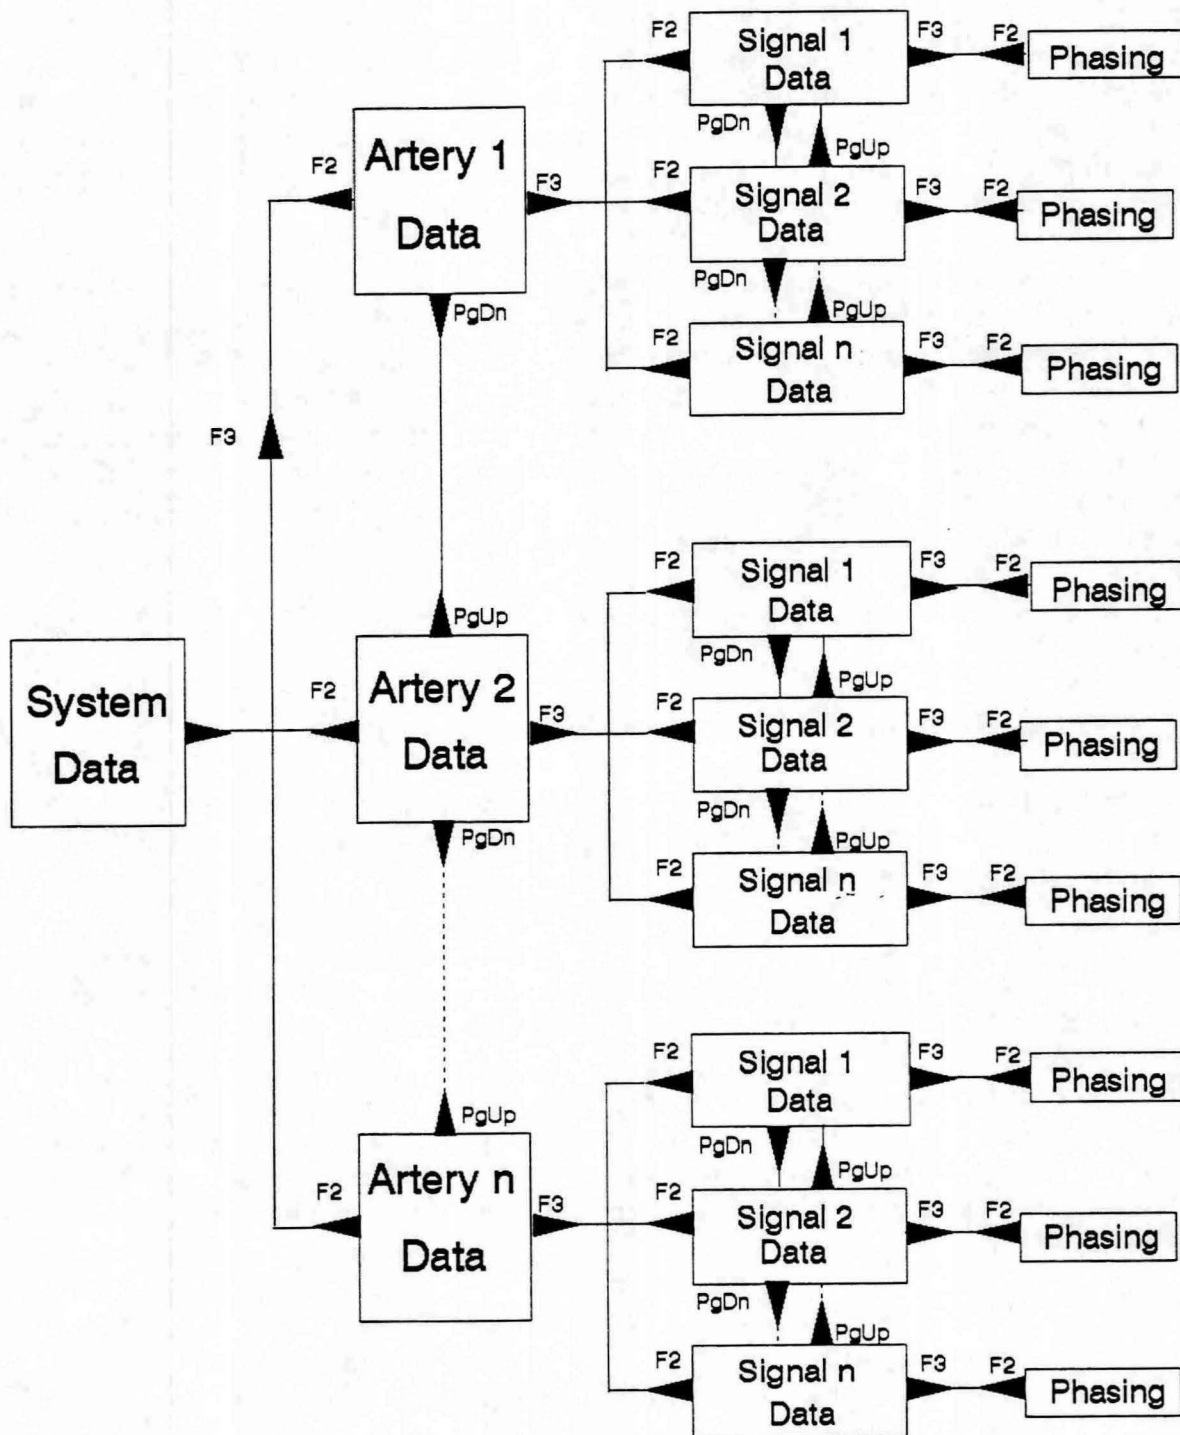 F2
Signal 1
Data
F3
F2
Phasing
PgDn
PgUp
F2
Artery 1
Data
F3
F2
Signal 2
Data
F3
F2
Phasing
PgDn
PgDn
PgUp
F2
Signal n
Data
F3
F2
Phasing
F3
F2
Signal 1
Data
F3
F2
Phasing
PgUp
PgDn
PgUp
System
Data
F2
Artery 2
Data
F3
F2
Signal 2
Data
F3
F2
Phasing
PgDn
PgDn
PgUp
F2
Signal n
Data
F3
F2
Phasing
F2
Signal 1
Data
F3
F2
Phasing
PgUp
PgDn
PgUp
F2
Artery n
Data
F3
F2
Signal 2
Data
F3
F2
Phasing
PgDn
PgUp
F2
Signal n
Data
F3
F2
Phasing